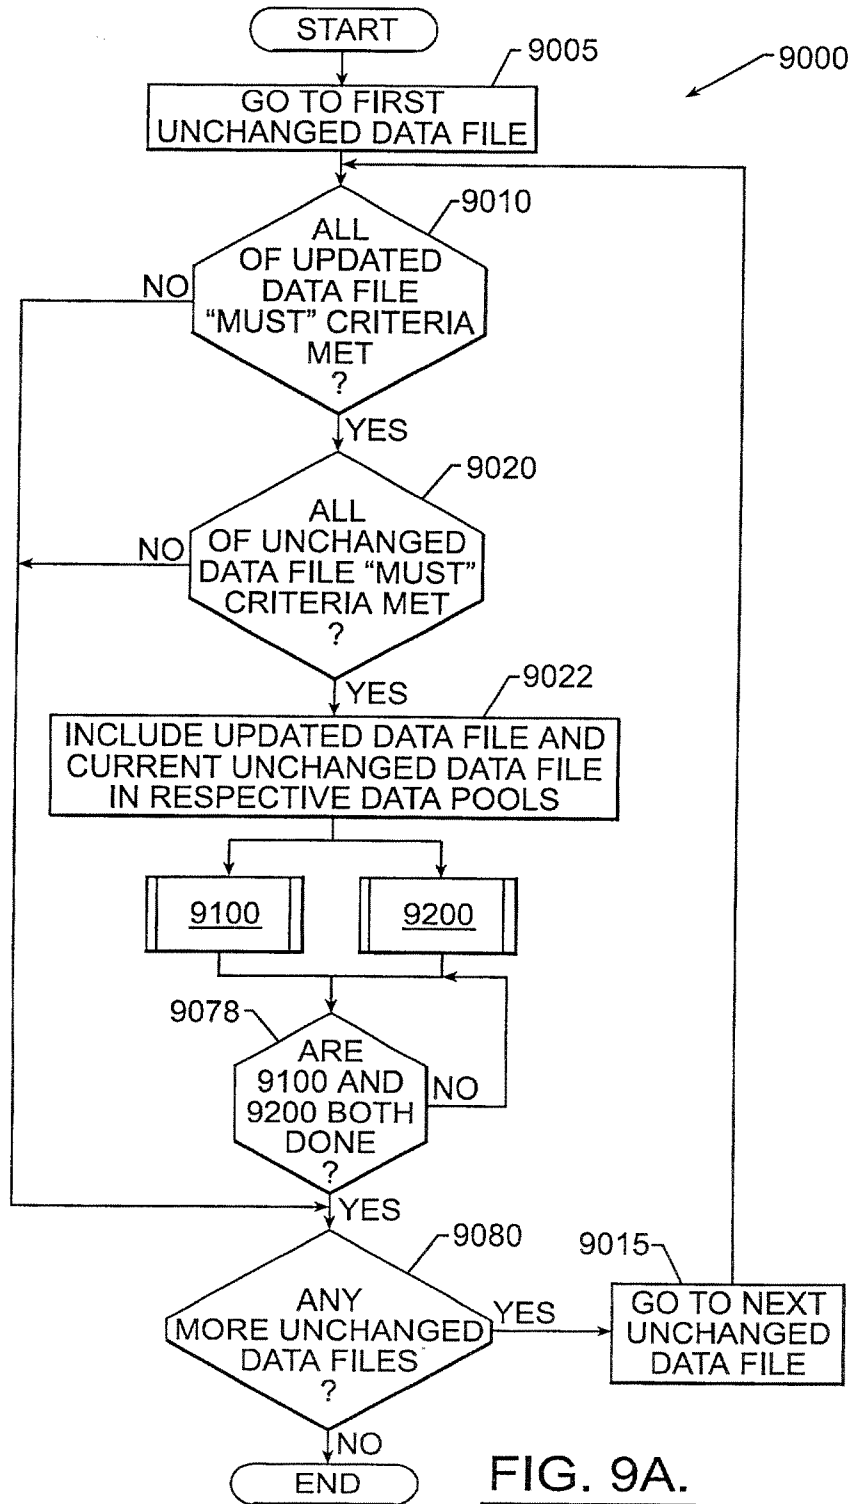 START
9005
9000
GO TO FIRST
UNCHANGED DATA FILE
9010
ALL
OF UPDATED
DATA FILE
“MUST” CRITERIA
MET
?
NO
YES
9020
ALL
OF UNCHANGED
DATA FILE “MUST”
CRITERIA MET
?
NO
YES
9022
INCLUDE UPDATED DATA FILE AND
CURRENT UNCHANGED DATA FILE
IN RESPECTIVE DATA POOLS
9100
9200
9078
ARE
9100 AND
9200 BOTH
DONE
?
NO
YES
9080
ANY
MORE UNCHANGED
DATA FILES
?
YES
9015
GO TO NEXT
UNCHANGED
DATA FILE
NO
END
FIG. 9A.